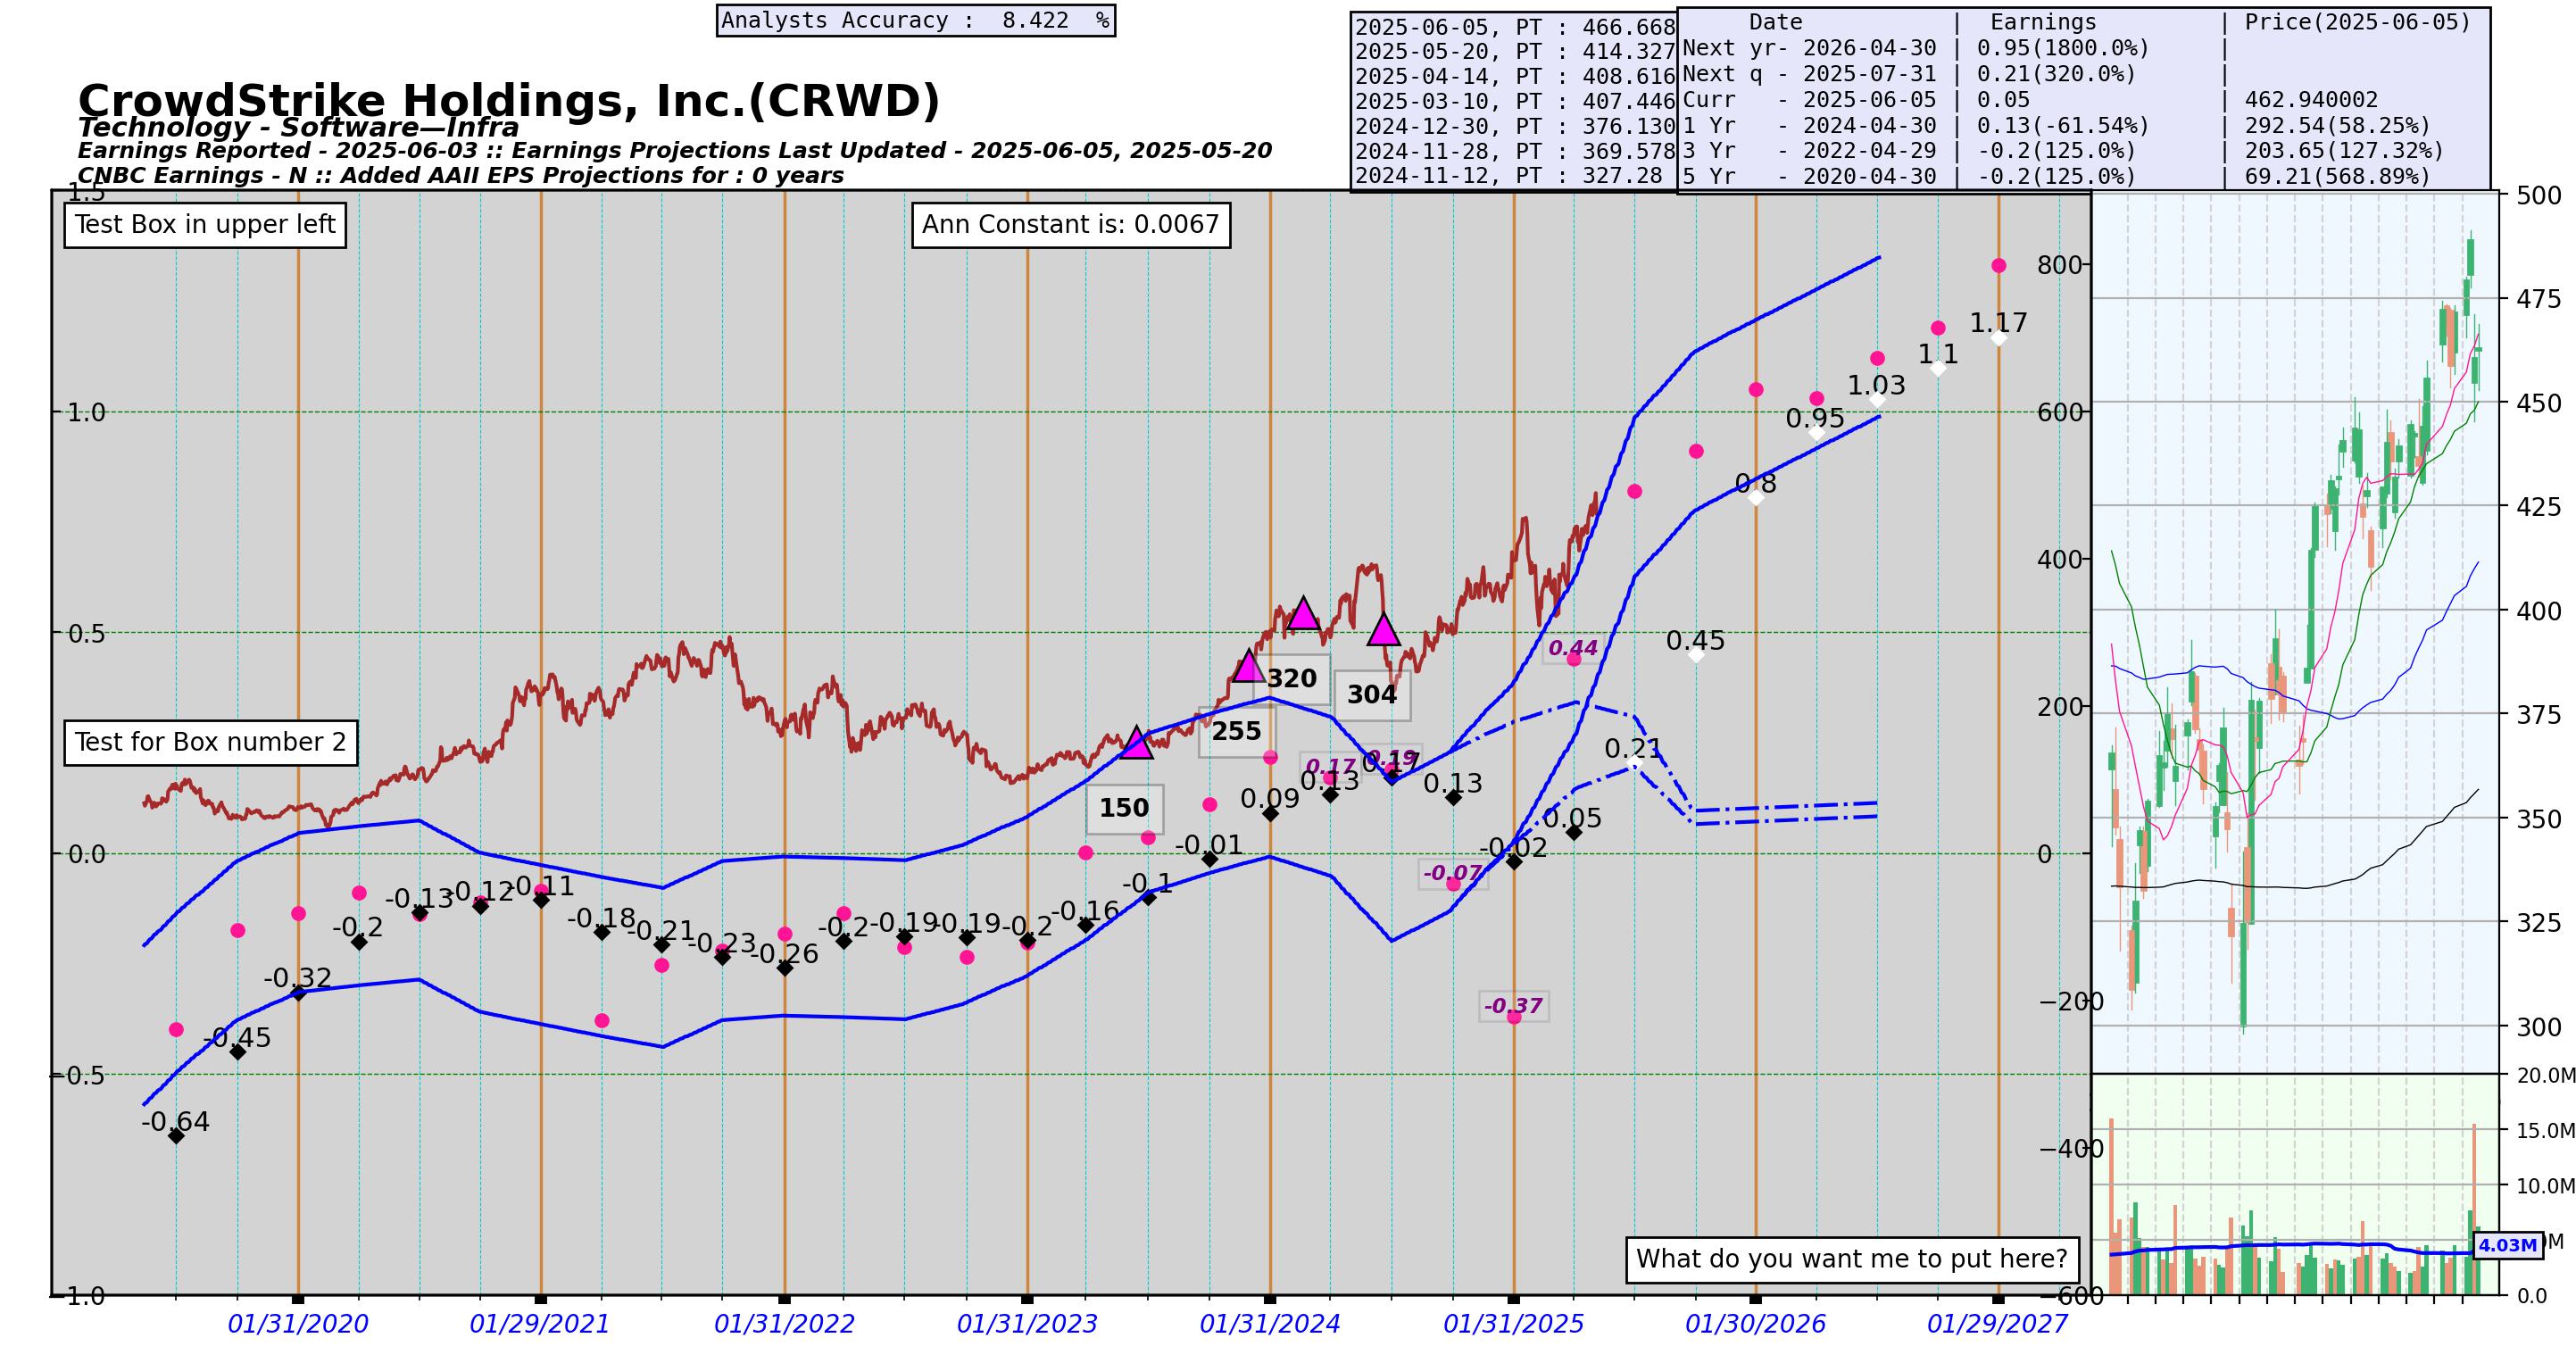 Analysts Accuracy :  8.422  %
CrowdStrike Holdings, Inc.(CRWD)
Technology - Software—Infra
Earnings Reported - 2025-06-03 :: Earnings Projections Last Updated - 2025-06-05, 2025-05-20
CNBC Earnings - N :: Added AAII EPS Projections for : 0 years
2025-06-05, PT : 466.668
2025-05-20, PT : 414.327
2025-04-14, PT : 408.616
2025-03-10, PT : 407.446
2024-12-30, PT : 376.130
2024-11-28, PT : 369.578
2024-11-12, PT : 327.28
Date | Earnings | Price(2025-06-05)
Next yr- 2026-04-30 | 0.95(1800.0%) |
Next q - 2025-07-31 | 0.21(320.0%) |
Curr - 2025-06-05 | 0.05 | 462.940002
1 Yr - 2024-04-30 | 0.13(-61.54%) | 292.54(58.25%)
3 Yr - 2022-04-29 | -0.2(125.0%) | 203.65(127.32%)
5 Yr - 2020-04-30 | -0.2(125.0%) | 69.21(568.89%)
Test Box in upper left
Ann Constant is: 0.0067
Test for Box number 2
What do you want me to put here?
1.5
1.0
0.5
0.0
−0.5
−1.0
-0.64
-0.45
-0.32
-0.2
-0.13
-0.12
-0.11
-0.18
-0.21
-0.23
-0.26
-0.2
-0.19
-0.19
-0.2
-0.16
-0.1
-0.01
0.09
0.13
0.17
0.13
-0.02
0.05
0.21
0.45
0.8
0.95
1.03
1.1
1.17
150
255
320
304
0.17
0.19
-0.07
-0.37
0.44
800
600
400
200
0
−200
−400
−600
500
475
450
425
400
375
350
325
300
20.0M
15.0M
10.0M
4.03M
0.0
01/31/2020
01/29/2021
01/31/2022
01/31/2023
01/31/2024
01/31/2025
01/30/2026
01/29/2027